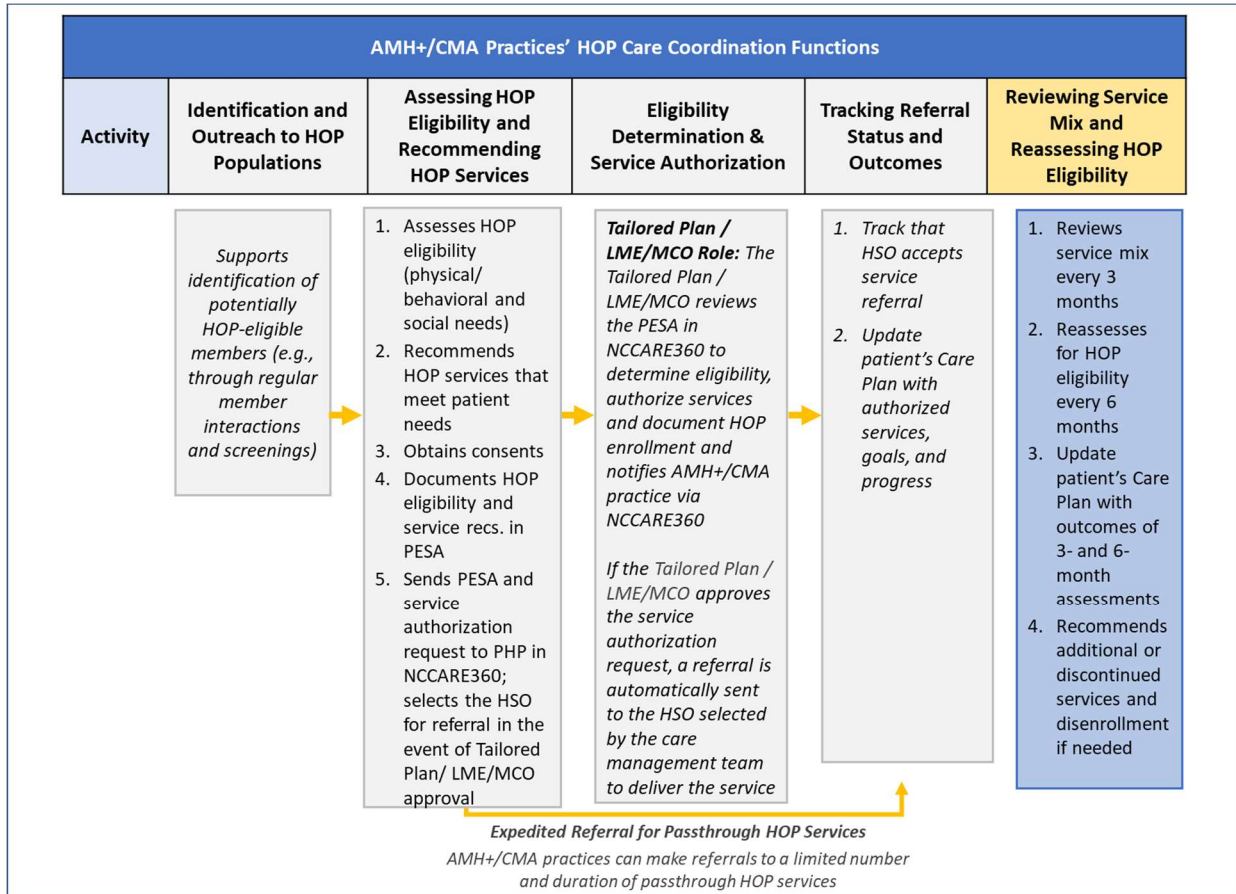 AMH+/CMA Practices' HOP Care Coordination Functions
Activity
Identification and
Outreach to HOP
Populations
Assessing HOP
Eligibility and
Recommending
HOP Services
Eligibility
Determination &
Service Authorization
Tracking Referral
Status and
Outcomes
Reviewing Service
Mix and
Reassessing HOP
Eligibility
Supports
identification of
potentially
HOP-eligible
members (e.g.,
through regular
member
interactions
and screenings)
1. Assesses HOP
eligibility
(physical/
behavioral and
social needs)
2. Recommends
HOP services that
meet patient
needs
3. Obtains consents
4. Documents HOP
eligibility and
service recs. in
PESA
5. Sends PESA and
service
authorization
request to PHP in
NCCARE360;
selects the HSO
for referral in the
event of Tailored
Plan/ LME/MCO
approval
Tailored Plan /
LME/MCO Role: The
Tailored Plan /
LME/MCO reviews
the PESA in
NCCARE360 to
determine eligibility,
authorize services
and document HOP
enrollment and
notifies AMH+/CMA
practice via
NCCARE360
If the Tailored Plan /
LME/MCO approves
the service
authorization
request, a referral is
automatically sent
to the HSO selected
by the care
management team
to deliver the service
1. Track that
HSO accepts
service
referral
2. Update
patient's Care
Plan with
authorized
services,
goals, and
progress
1. Reviews
service mix
every 3
months
2. Reassesses
for HOP
eligibility
every 6
months
3. Update
patient's Care
Plan with
outcomes of
3- and 6-
month
assessments
4. Recommends
additional or
discontinued
services and
disenrollment
if needed
Expedited Referral for Passthrough HOP Services
AMH+/CMA practices can make referrals to a limited number
and duration of passthrough HOP services